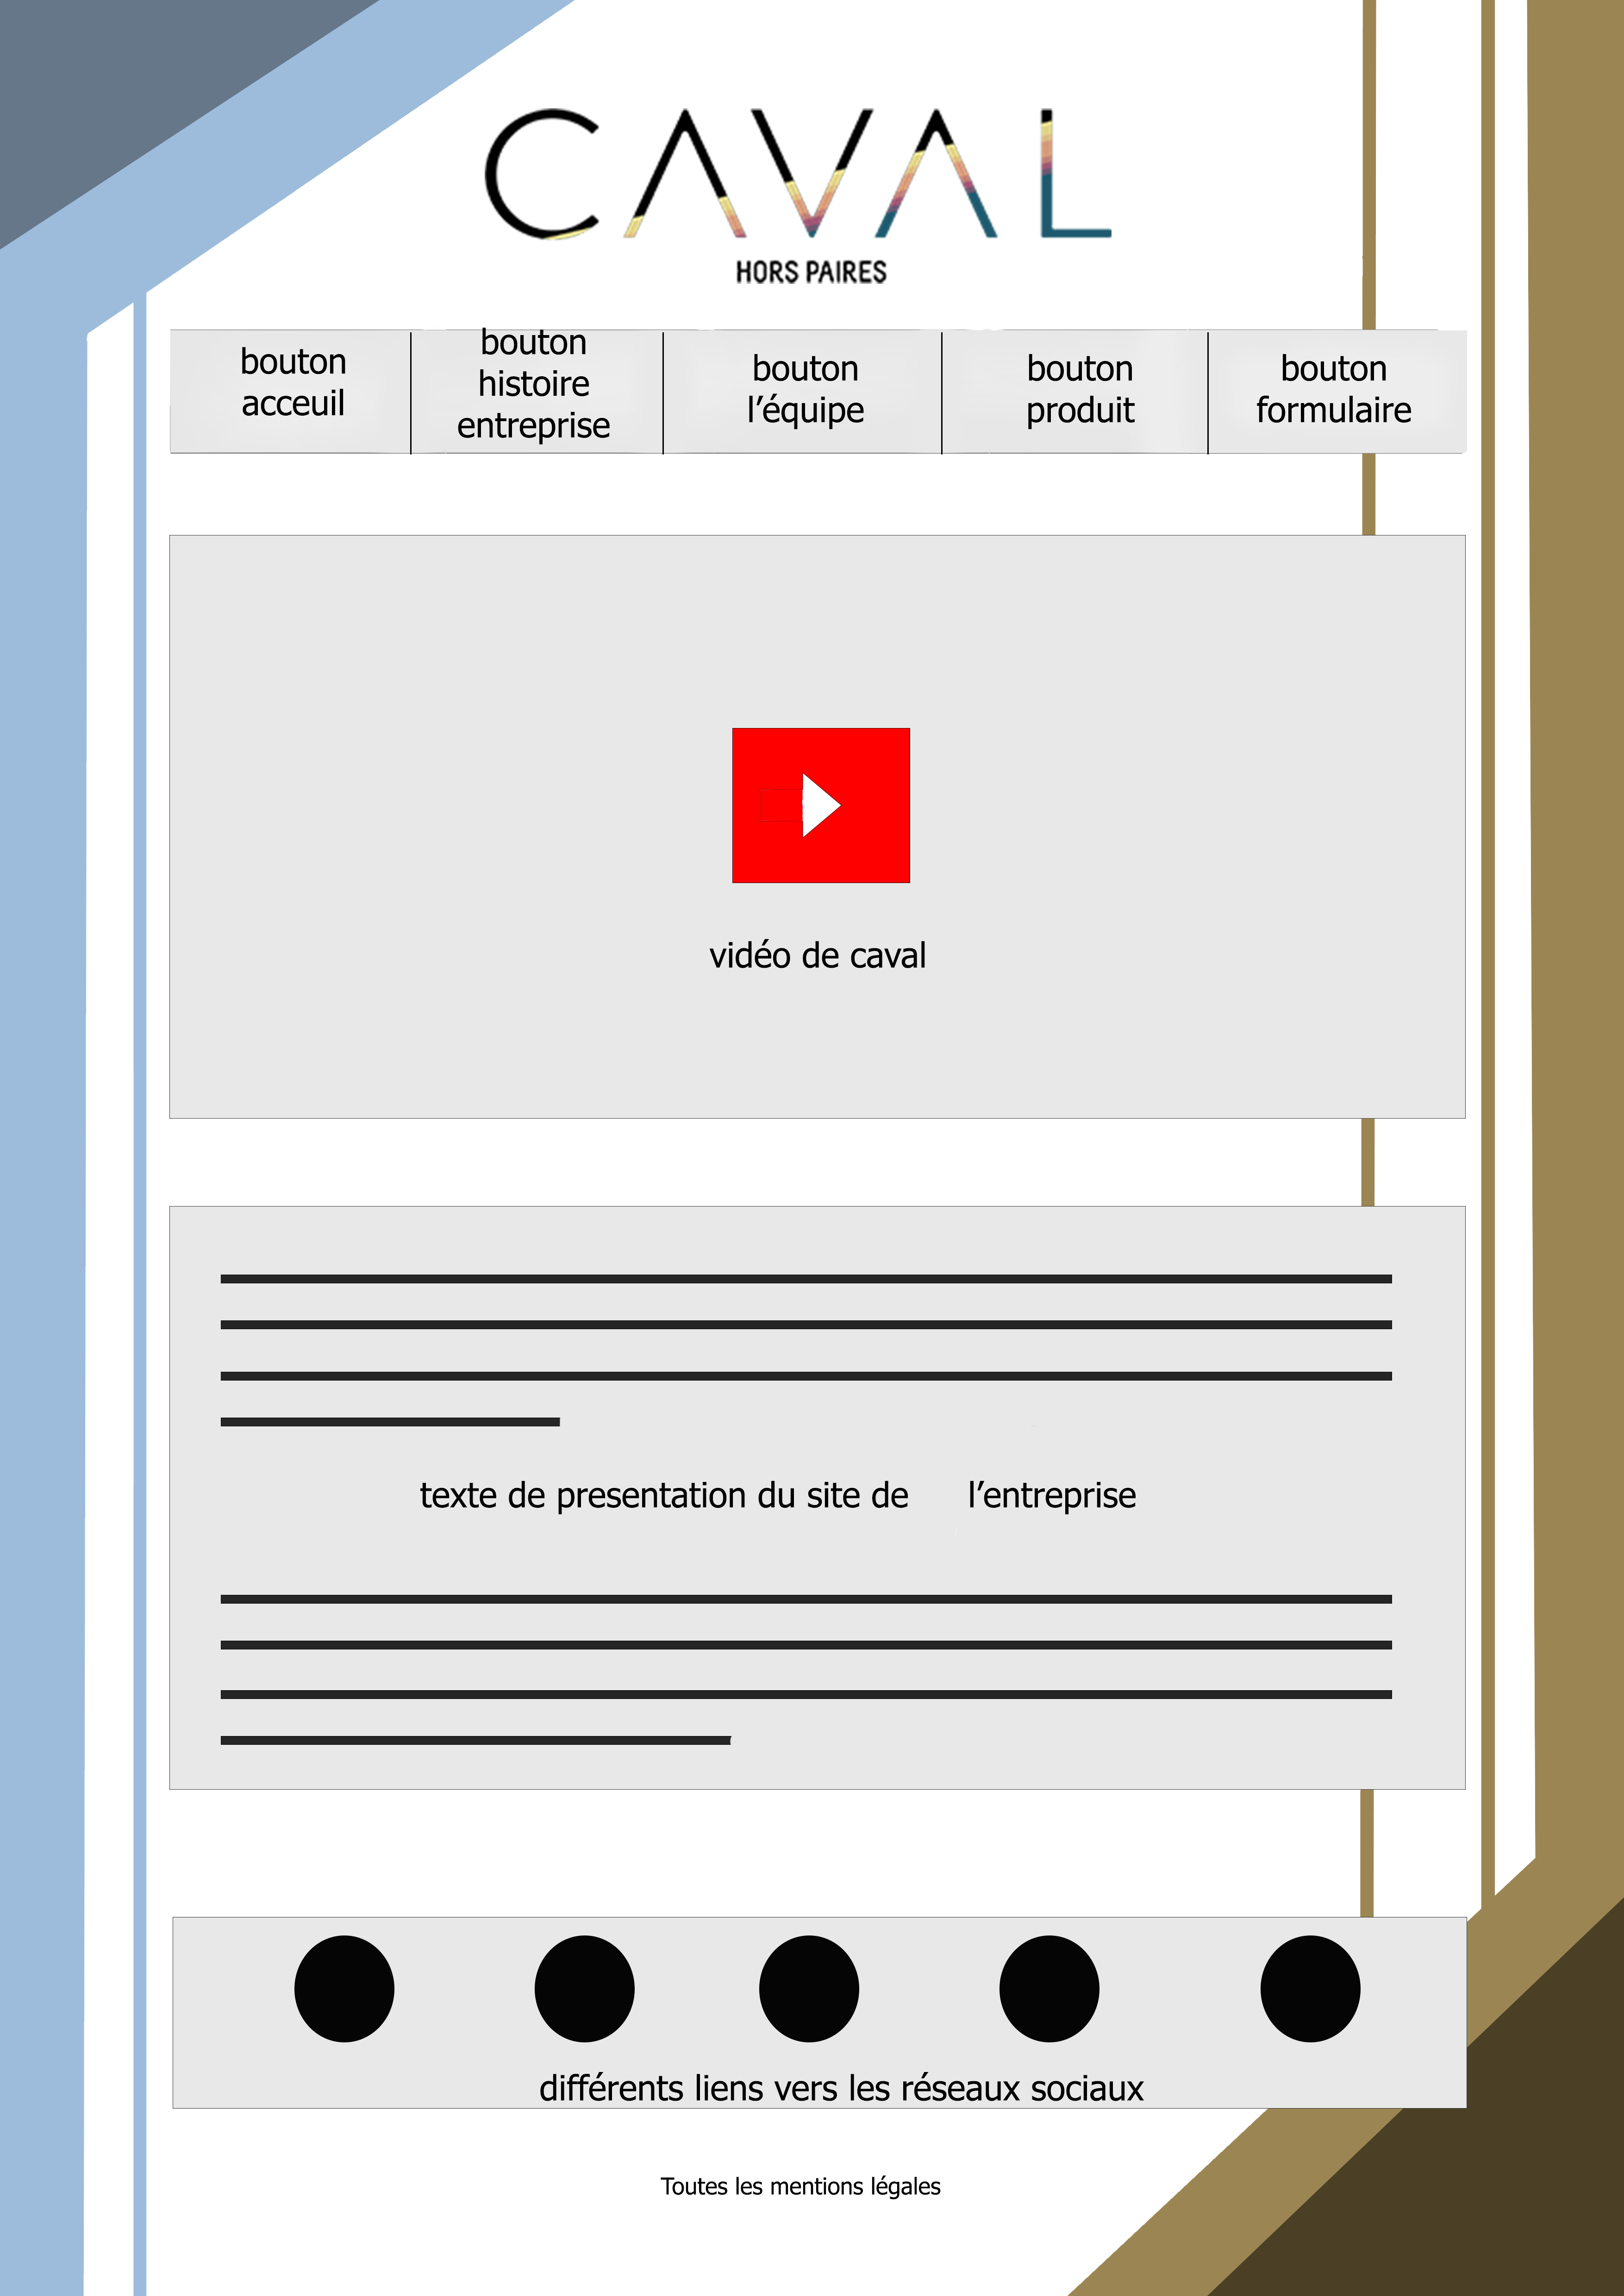 CAVAL
HORS PAIRES
bouton
acceuil
bouton
histoire
entreprise
bouton
l’équipe
bouton
produit
bouton
formulaire
vidéo de caval
texte de presentation du site de l’entreprise
différents liens vers les réseaux sociaux
Toutes les mentions légales